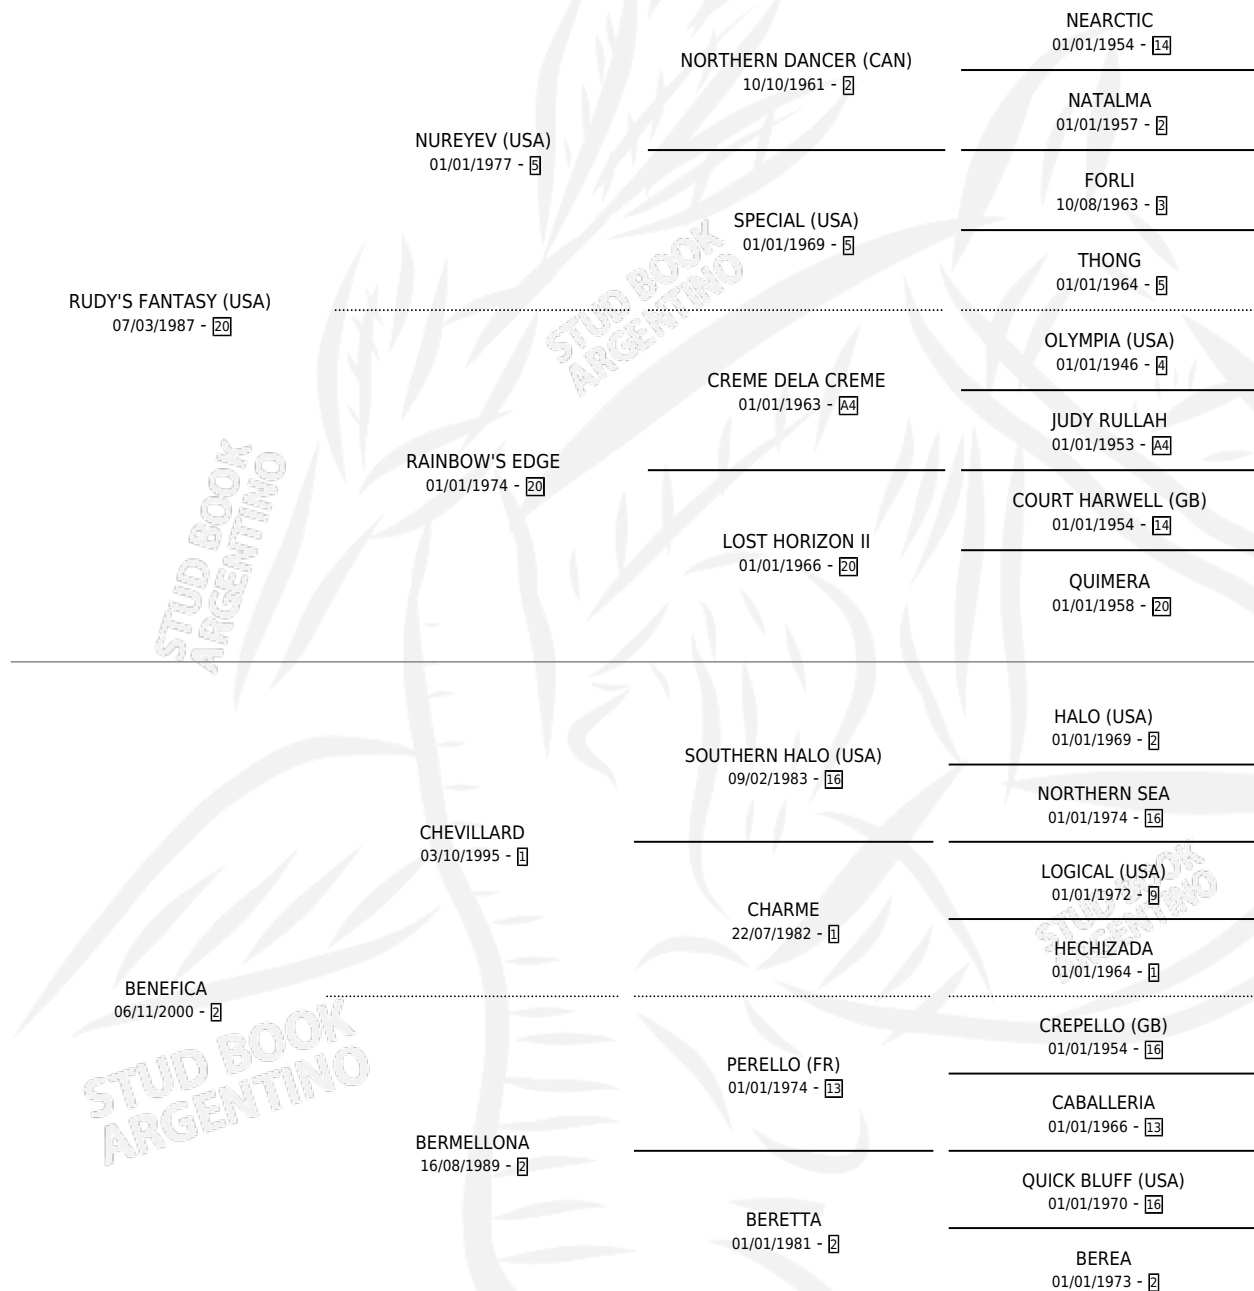 NEARCTIC
01/01/1954 - 14
NORTHERN DANCER (CAN)
10/10/1961 - 2
NATALMA
01/01/1957 - 2
NUREYEV (USA)
01/01/1977 - 5
FORLI
10/08/1963 - 3
SPECIAL (USA)
01/01/1969 - 5
THONG
01/01/1964 - 5
RUDY'S FANTASY (USA)
07/03/1987 - 20
OLYMPIA (USA)
01/01/1946 - 4
CREME DELA CREME
01/01/1963 - A4
JUDY RULLAH
01/01/1953 - A4
RAINBOW'S EDGE
01/01/1974 - 20
COURT HARWELL (GB)
01/01/1954 - 14
LOST HORIZON II
01/01/1966 - 20
QUIMERA
01/01/1958 - 20
HALO (USA)
01/01/1969 - 2
SOUTHERN HALO (USA)
09/02/1983 - 16
NORTHERN SEA
01/01/1974 - 16
CHEVILLARD
03/10/1995 - 1
LOGICAL (USA)
01/01/1972 - 9
CHARME
22/07/1982 - 1
HECHIZADA
01/01/1964 - 1
BENEFICA
06/11/2000 - 2
CREPELLO (GB)
01/01/1954 - 16
PERELLO (FR)
01/01/1974 - 13
CABALLERIA
01/01/1966 - 13
BERMELLONA
16/08/1989 - 2
QUICK BLUFF (USA)
01/01/1970 - 16
BERETTA
01/01/1981 - 2
BEREA
01/01/1973 - 2
STUD BOOK
ARGENTINO
STUD BOOK
ARGENTINO
STUD BOOK
ARGENTINO
STUD BOOK
ARGENTINO